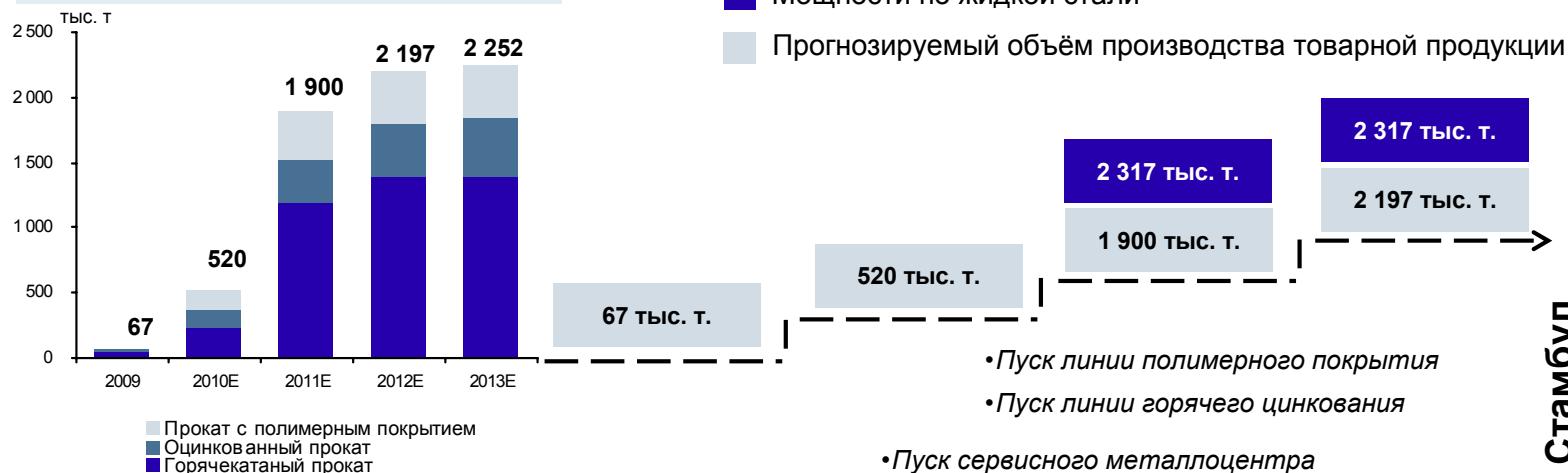 Мощности по жидкой стали
Прогнозируемый объём производства товарной продукции
тыс. т
2 500
2 000
1 500
1 000
500
0
67
520
1 900
2 197
2 252
2009
2010E
2011E
2012E
2013E
Прокат с полимерным покрытием
Оцинкованный прокат
Горячекатаный прокат
67 тыс. т.
520 тыс. т.
2 317 тыс. т.
1 900 тыс. т.
2 317 тыс. т.
2 197 тыс. т.
•Пуск линии полимерного покрытия
•Пуск линии горячего цинкования
•Пуск сервисного металлоцентра
Стамбул